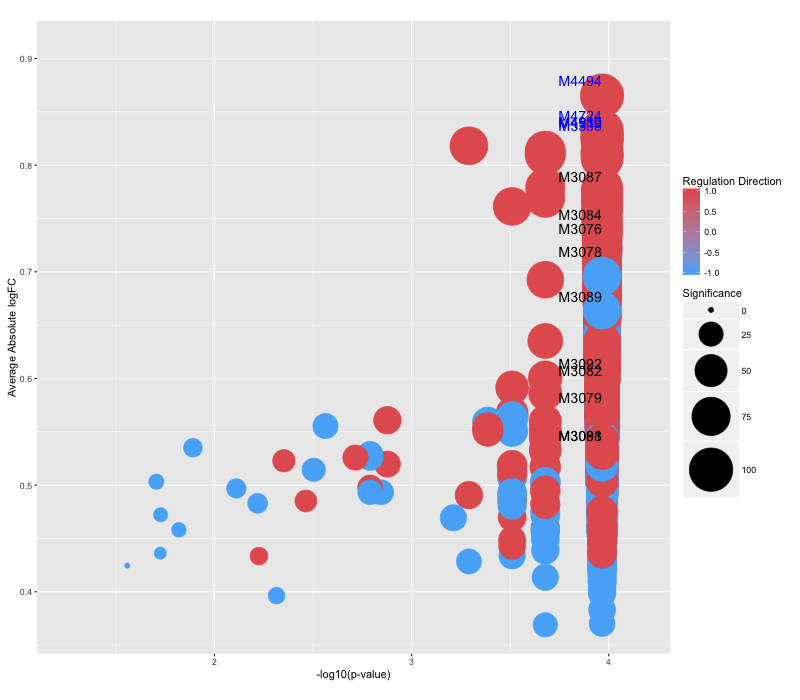 0.9
0.8
0.7
0.6
0.5
0.4
Average Absolute logFC
2
3
4
-log10(p-value)
M4494
M4724
M3087
M3084
M3076
M3078
M3089
M3092
M3082
M3079
Regulation Direction
1.0
0.5
0.0
-0.5
-1.0
Significance
0
25
50
75
100